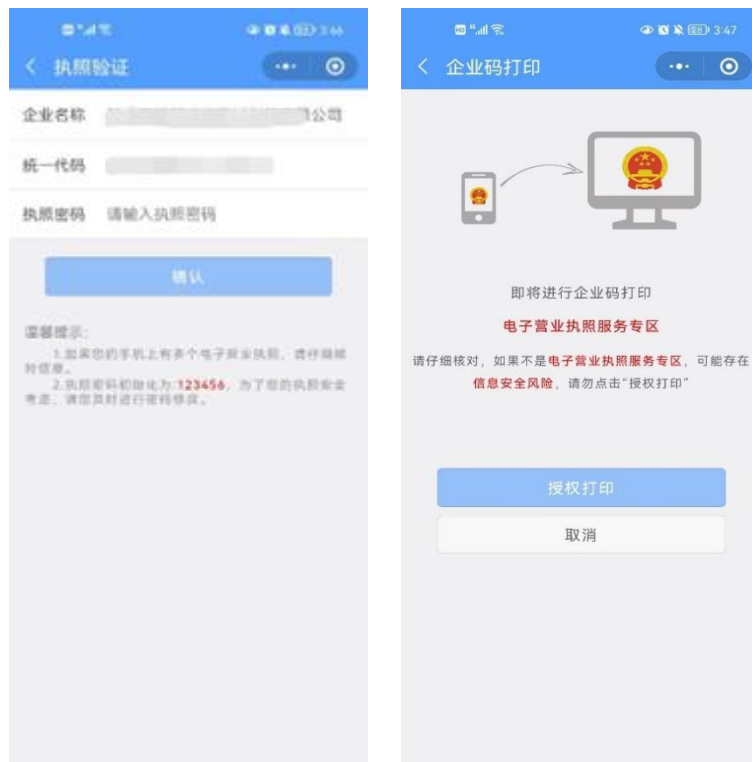 3:46
执照验证
企业名称 公司
统一代码
执照密码 请输入执照密码
确认
温馨提示:
1.如果您的手机上有多个电子营业执照,请仔细核
对信息。
2.执照密码初始化为 123456,为了您的执照安全
考虑,请您及时进行密码修改。
HD 3:47
企业码打印
即将进行企业码打印
电子营业执照服务专区
请仔细核对,如果不是电子营业执照服务专区,可能存在
信息安全风险,请勿点击“授权打印”
授权打印
取消